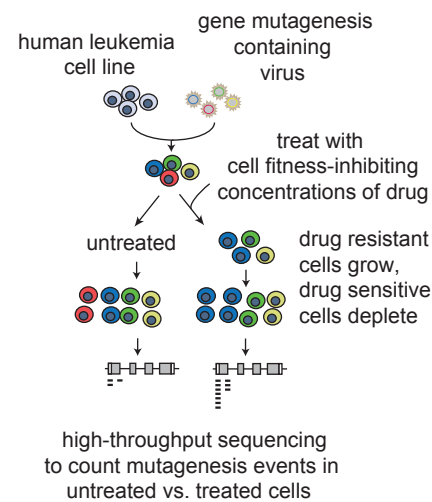 human leukemia
cell line
gene mutagenesis
containing
virus
treat with
cell fitness-inhibiting
concentrations of drug
untreated
drug resistant
cells grow,
drug sensitive
cells deplete
high-throughput sequencing
to count mutagenesis events in
untreated vs. treated cells